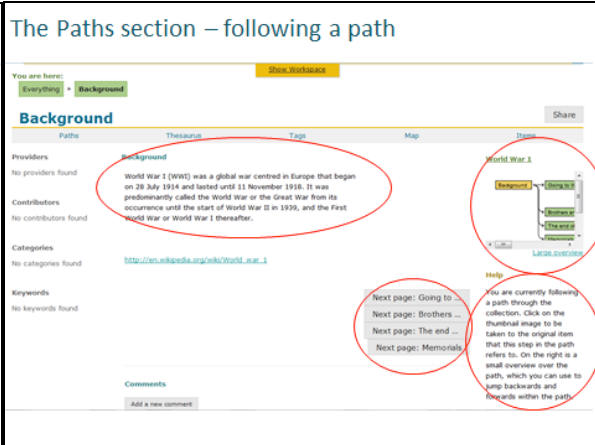 The Paths section – following a path
Show Workspace
You are here:
Everything
Background
Background
Share
Paths
Thesaurus
Tags
Map
Items
Providers
No providers found
Contributors
No contributors found
Categories
No categories found
Keywords
No keywords found
Background
World War I (WWI) was a global war centred in Europe that began
on 28 July 1914 and lasted until 11 November 1918. It was
predominantly called the World War or the Great War from its
occurrence until the start of World War II in 1939, and the First
World War or World War I thereafter.
http://en.wikipedia.org/wiki/World_war_1
Next page: Going to ...
Next page: Brothers ...
Next page: The end ...
Next page: Memorials
Comments
Add a new comment
World War 1
Background
Going to
Brothers
The end
Memorials
Large overview
Help
You are currently following
a path through the
collection. Click on the
thumbnail image to be
taken to the original item
that this step in the path
refers to. On the right is a
small overview over the
path, which you can use to
jump backwards and
forwards within the path.